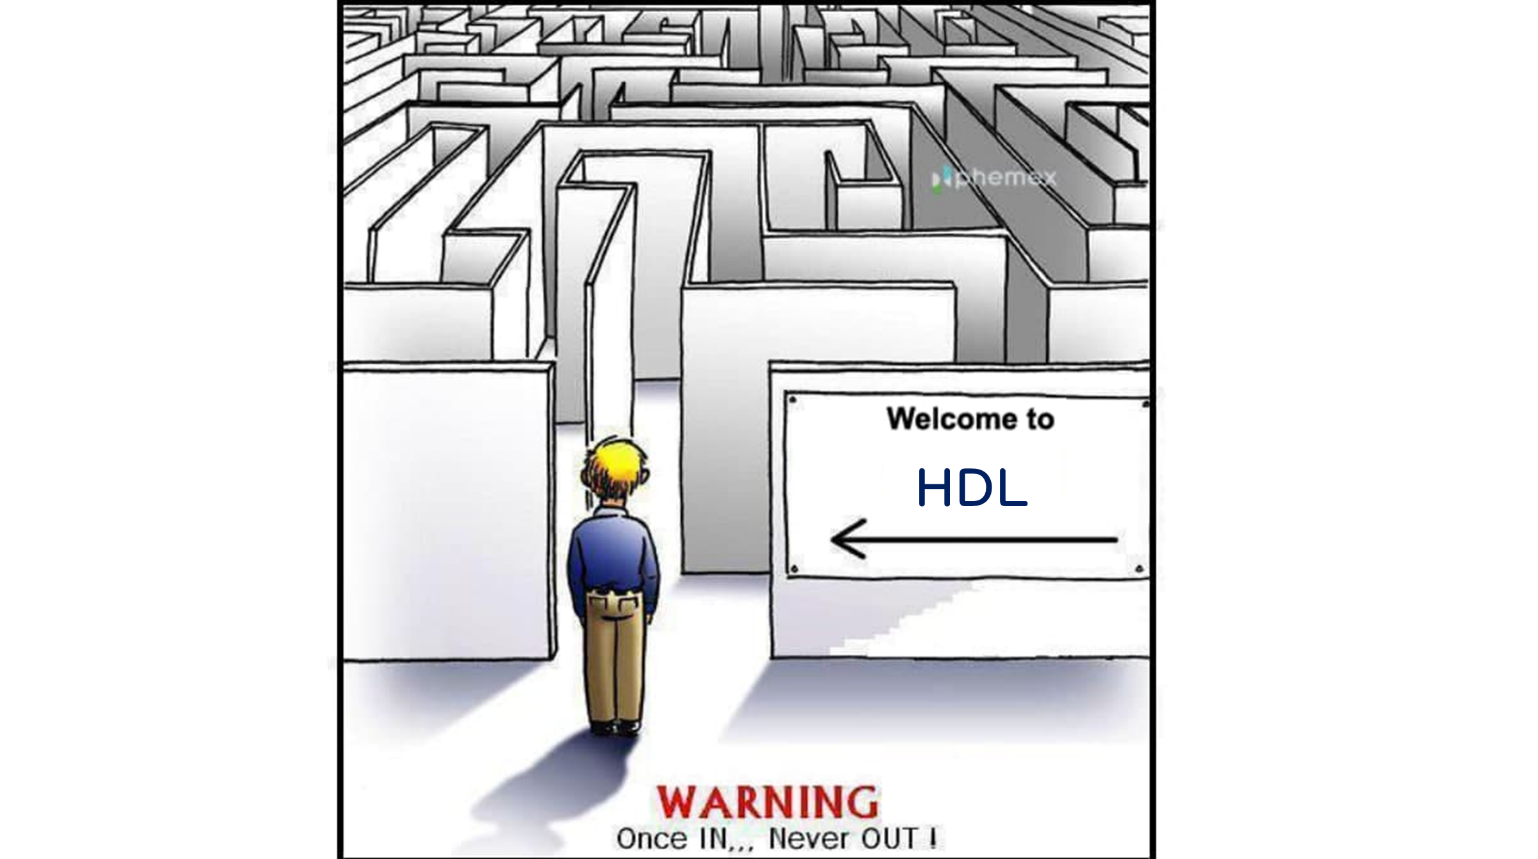 phemex
Welcome to
HDL
WARNING
Once IN,,, Never OUT !